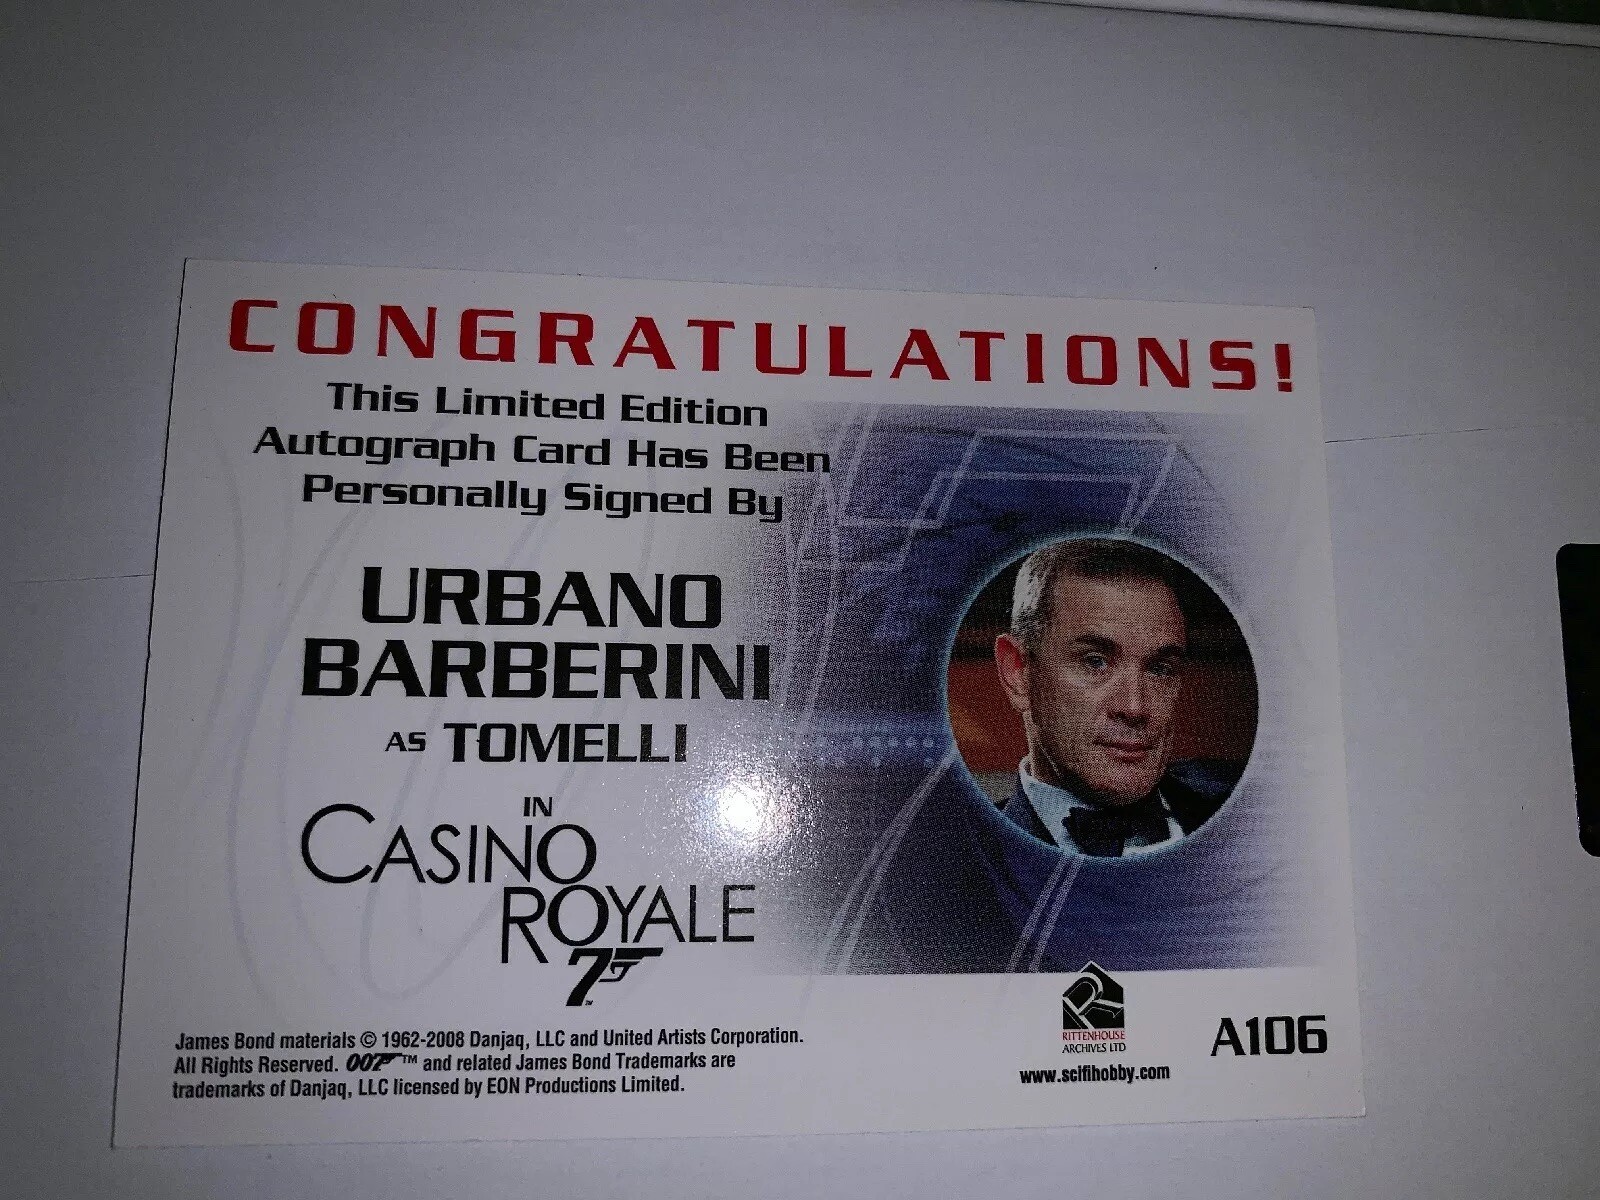 CONGRATULATIONS!
This Limited Edition
Autograph Card Has Been
Personally Signed By
URBANO
BARBERINI
AS TOMELLI
IN
CASINO
ROYALE
7™
James Bond materials © 1962-2008 Danjaq, LLC and United Artists Corporation.
All Rights Reserved. 007™ and related James Bond Trademarks are
trademarks of Danjaq, LLC licensed by EON Productions Limited.
RITTENHOUSE
ARCHIVES LTD
www.scifihobby.com
A106